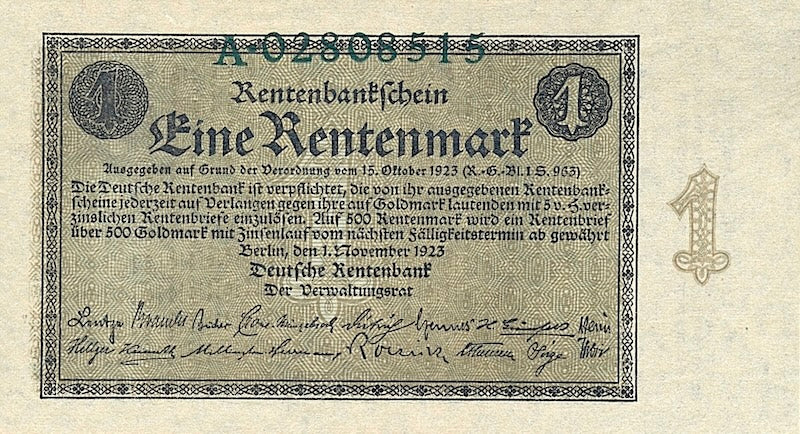 A·02808515
1 1
Rentenbankschein
Eine Rentenmark
Ausgegeben auf Grund der Verordnung vom 15. Oktober 1923 (R.-G.-Bl. I S. 963)
Die Deutsche Rentenbank ist verpflichtet, die von ihr ausgegebenen Rentenbank-
scheine jederzeit auf Verlangen gegen ihre auf Goldmark lautenden mit 5 v. H. ver-
zinslichen Rentenbriefe einzulösen. Auf 500 Rentenmark wird ein Rentenbrief
über 500 Goldmark mit Zinsenlauf vom nächsten Fälligkeitstermin ab gewährt
Berlin, den 1. November 1923
Deutsche Rentenbank
Der Verwaltungsrat
1